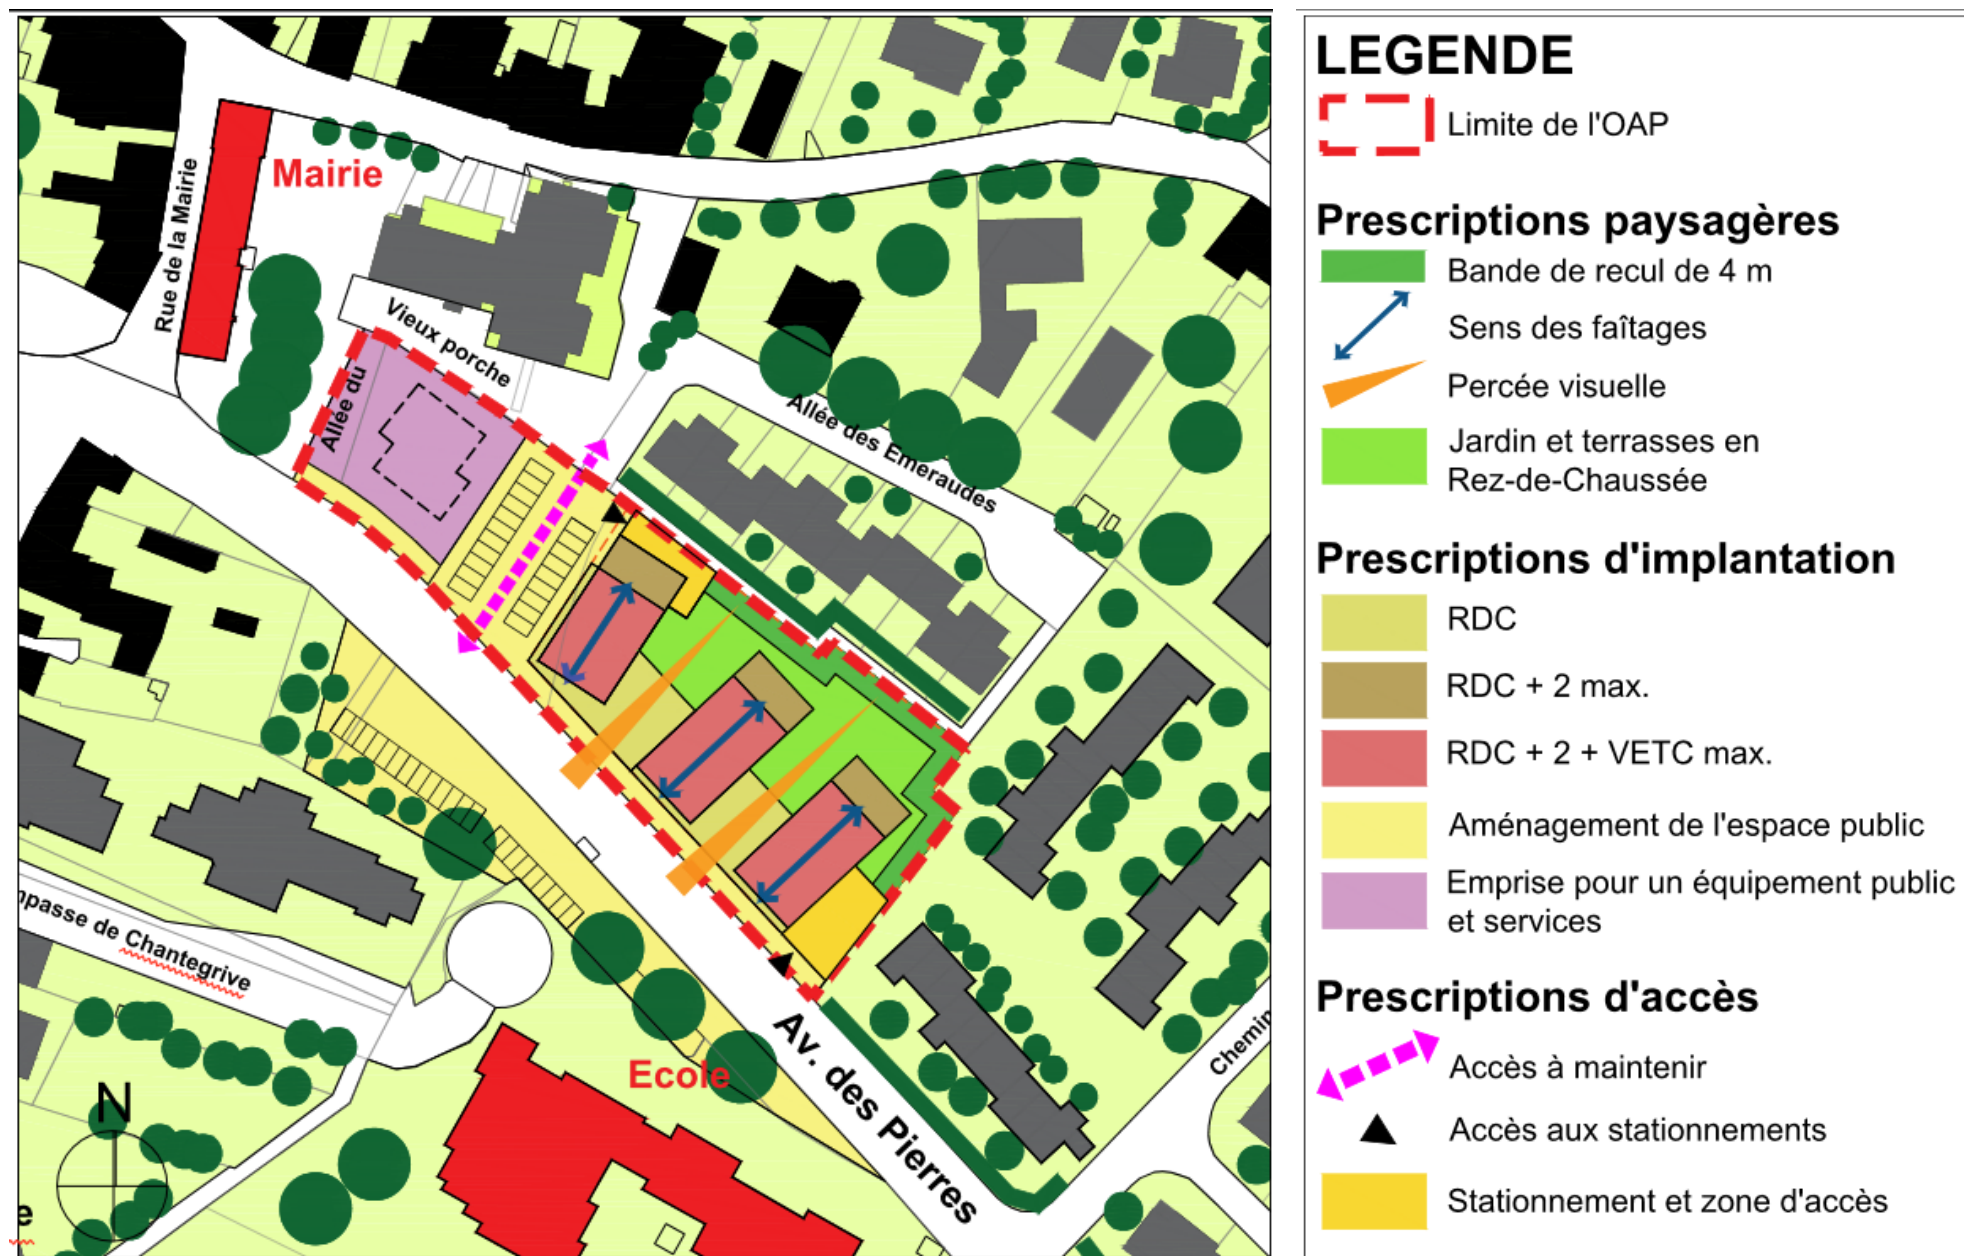 Mairie
Rue de la Mairie
Vieux porche
Allée du
Allée des Emeraudes
mpasse de Chantegrive
Ecole
Av. des Pierres
Chemin
N
e
LEGENDE
Limite de l'OAP
Prescriptions paysagères
Bande de recul de 4 m
Sens des faîtages
Percée visuelle
Jardin et terrasses en
Rez-de-Chaussée
Prescriptions d'implantation
RDC
RDC + 2 max.
RDC + 2 + VETC max.
Aménagement de l'espace public
Emprise pour un équipement public
et services
Prescriptions d'accès
Accès à maintenir
Accès aux stationnements
Stationnement et zone d'accès